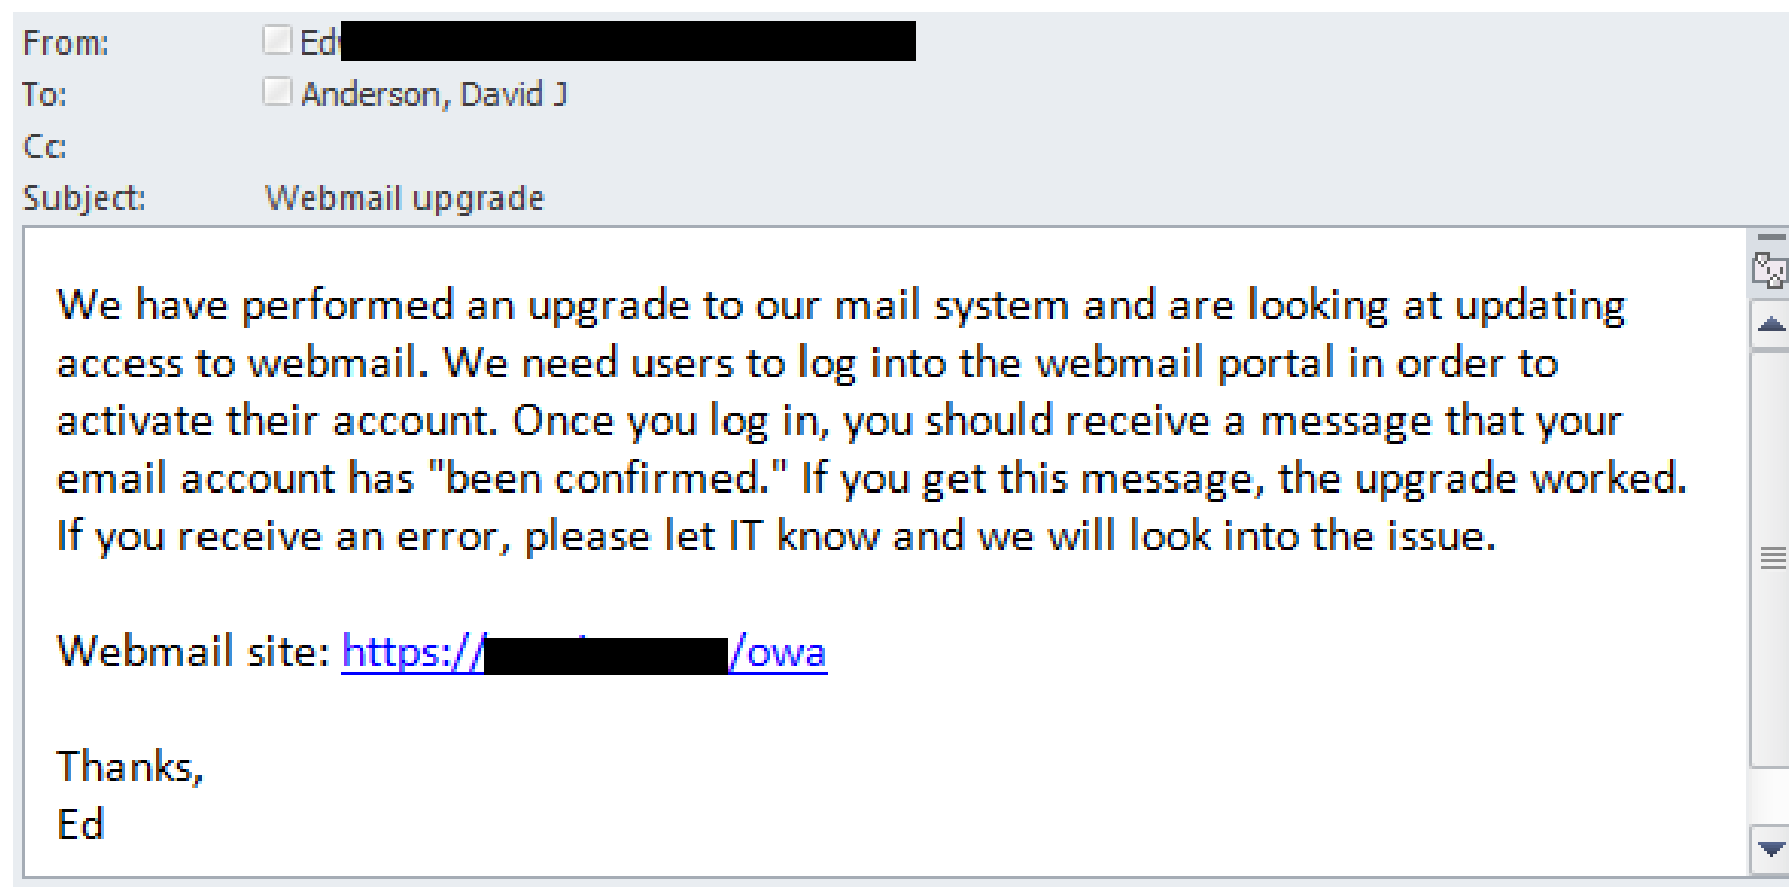 From: Ed
To: Anderson, David J
Cc:
Subject: Webmail upgrade
We have performed an upgrade to our mail system and are looking at updating
access to webmail. We need users to log into the webmail portal in order to
activate their account. Once you log in, you should receive a message that your
email account has "been confirmed." If you get this message, the upgrade worked.
If you receive an error, please let IT know and we will look into the issue.
Webmail site: https:// /owa
Thanks,
Ed